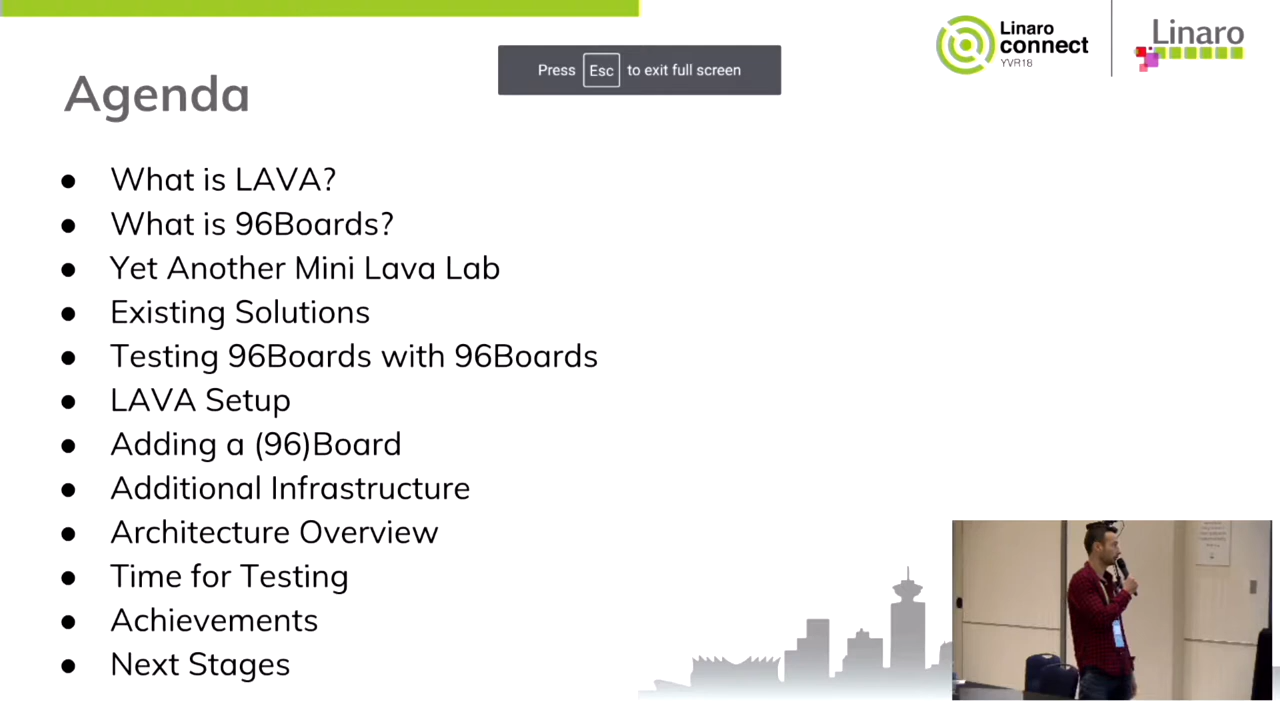 Linaro
connect
YVR18
Linaro
Press Esc to exit full screen
Agenda
● What is LAVA?
● What is 96Boards?
● Yet Another Mini Lava Lab
● Existing Solutions
● Testing 96Boards with 96Boards
● LAVA Setup
● Adding a (96)Board
● Additional Infrastructure
● Architecture Overview
● Time for Testing
● Achievements
● Next Stages